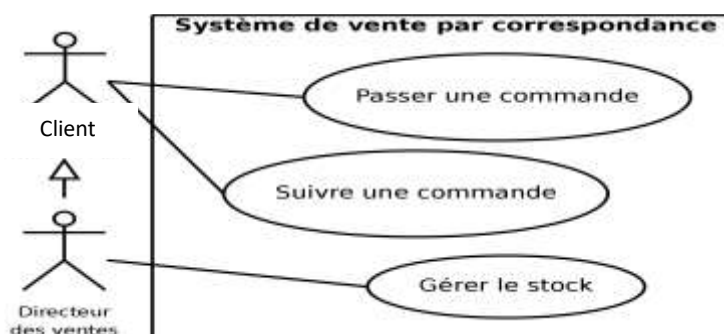 Système de vente par correspondance
Passer une commande
Client
Suivre une commande
Gérer le stock
Directeur
des ventes